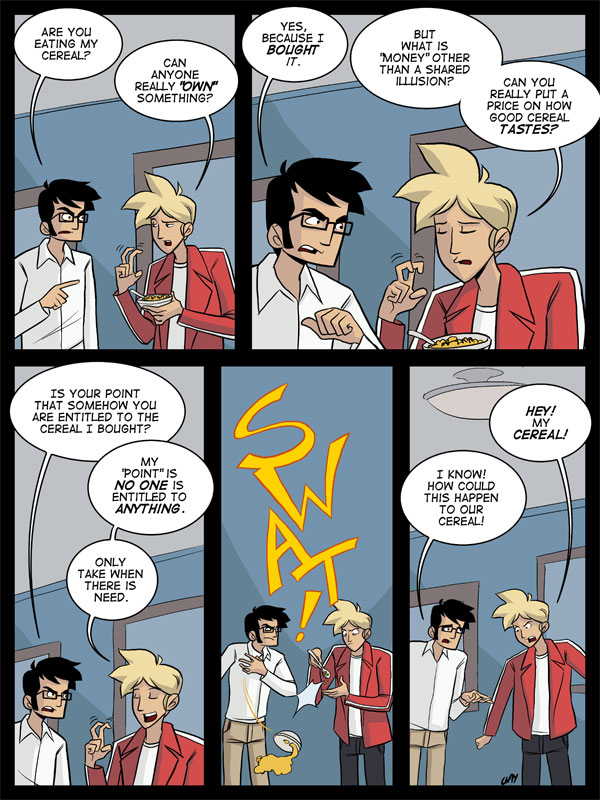 ARE YOU
EATING MY
CEREAL?
CAN
ANYONE
REALLY "OWN"
SOMETHING?
YES,
BECAUSE I
BOUGHT
IT.
BUT
WHAT IS
"MONEY" OTHER
THAN A SHARED
ILLUSION?
CAN YOU
REALLY PUT A
PRICE ON HOW
GOOD CEREAL
TASTES?
IS YOUR POINT
THAT SOMEHOW YOU
ARE ENTITLED TO THE
CEREAL I BOUGHT?
MY
"POINT" IS
NO ONE IS
ENTITLED TO
ANYTHING.
ONLY
TAKE WHEN
THERE IS
NEED.
SWAT!
HEY!
MY
CEREAL!
I KNOW!
HOW COULD
THIS HAPPEN
TO OUR
CEREAL!